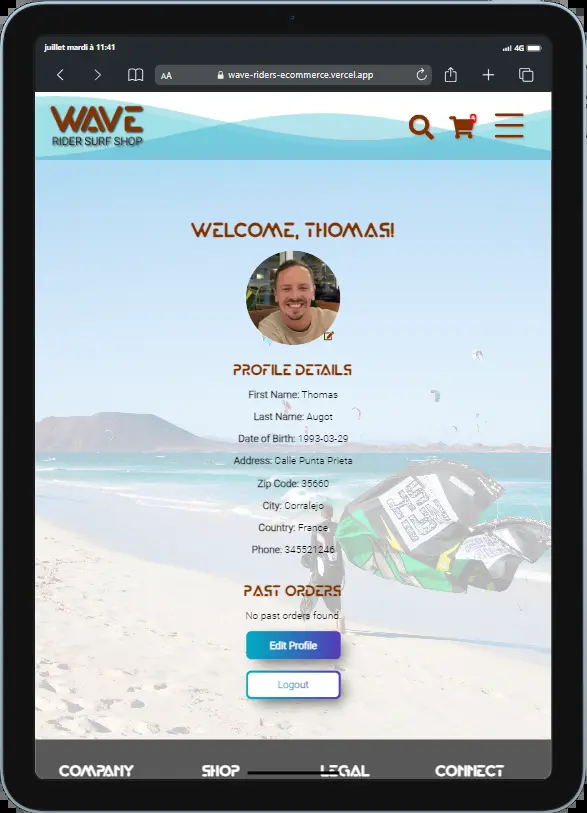 juillet mardi à 11:41
4G
AA
wave-riders-ecommerce.vercel.app
WAVE
RIDER SURF SHOP
0
WELCOME, THOMAS!
PROFILE DETAILS
First Name: Thomas
Last Name: Augot
Date of Birth: 1993-03-29
Address: Calle Punta Prieta
Zip Code: 35660
City: Corralejo
Country: France
Phone: 345521246
PAST ORDERS
No past orders found.
Edit Profile
Logout
COMPANY
SHOP
LEGAL
CONNECT